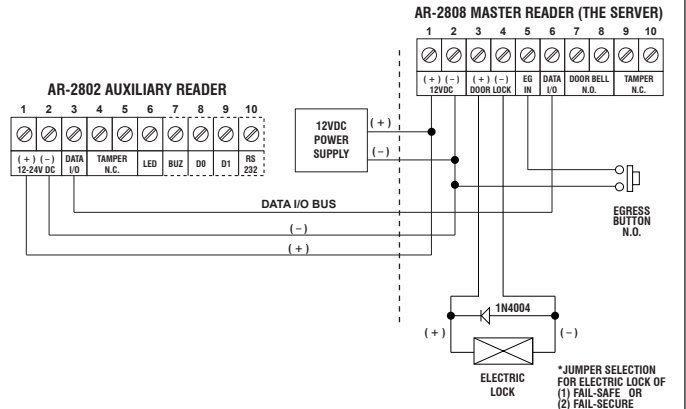 AR-2808 MASTER READER (THE SERVER)
1 2 3 4 5 6 7 8 9 10
(+) (-) (+) (-) EG DATA DOOR BELL TAMPER
12VDC DOOR LOCK IN I/O N.O. N.C.
AR-2802 AUXILIARY READER
1 2 3 4 5 6 7 8 9 10
(+) (-) DATA TAMPER LED BUZ D0 D1 RS
12-24V DC I/O N.C. 232
12VDC
POWER
SUPPLY
(+)
(-)
DATA I/O BUS
(-)
(+)
EGRESS
BUTTON
N.O.
1N4004
(+) (-)
ELECTRIC
LOCK
*JUMPER SELECTION
FOR ELECTRIC LOCK OF
(1) FAIL-SAFE OR
(2) FAIL-SECURE